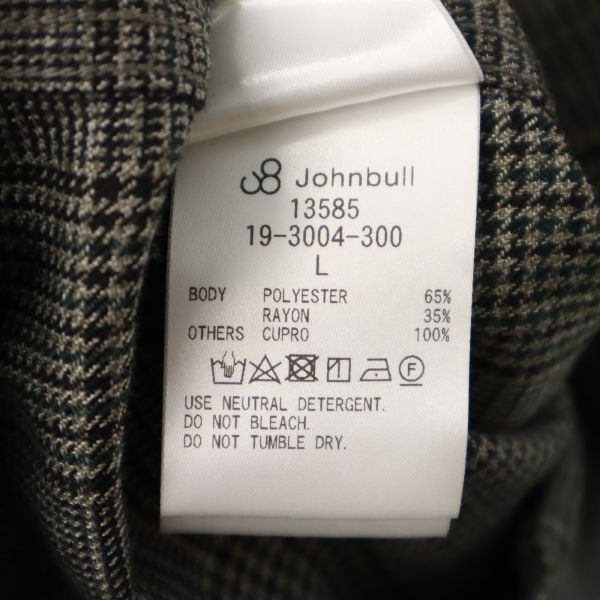 Johnbull
13585
19-3004-300
L
BODY POLYESTER 65%
RAYON 35%
OTHERS CUPRO 100%
F
USE NEUTRAL DETERGENT.
DO NOT BLEACH.
DO NOT TUMBLE DRY.